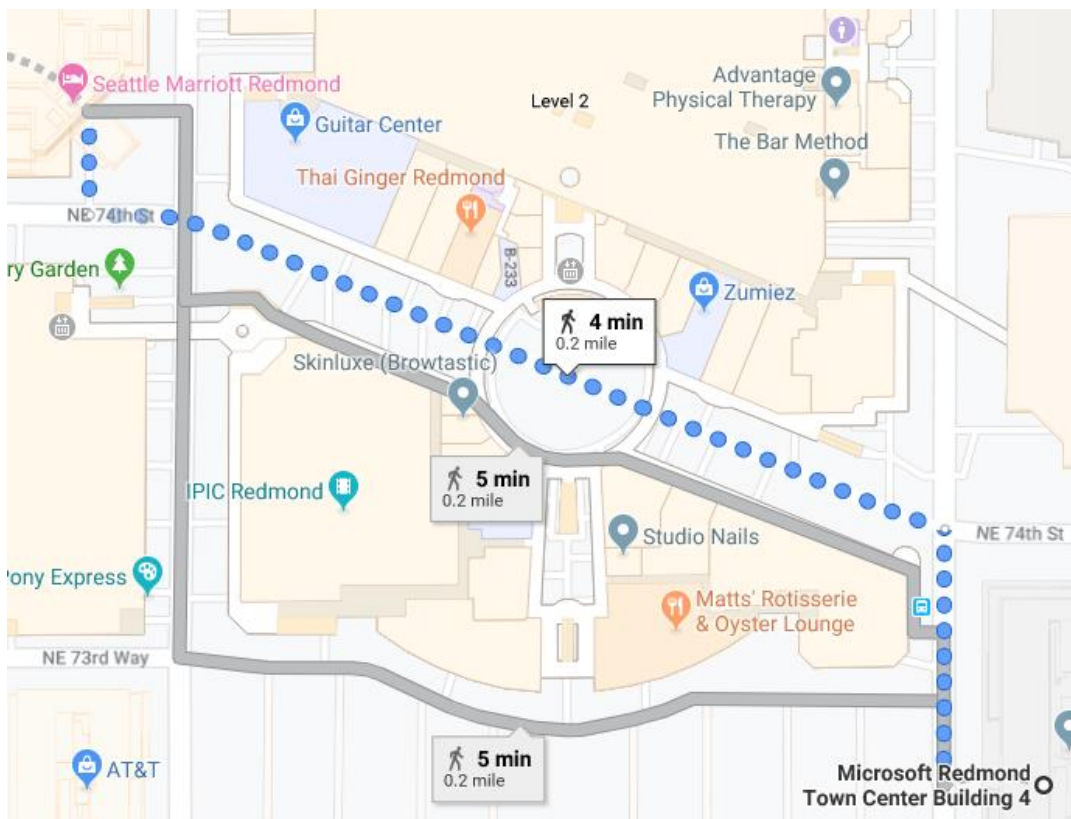 Seattle Marriott Redmond
Guitar Center
Level 2
Advantage
Physical Therapy
The Bar Method
Thai Ginger Redmond
NE 74th St
ry Garden
B-233
Zumiez
4 min
0.2 mile
Skinluxe (Browtastic)
5 min
0.2 mile
IPIC Redmond
Studio Nails
NE 74th St
Pony Express
Matts' Rotisserie
& Oyster Lounge
NE 73rd Way
5 min
0.2 mile
AT&T
Microsoft Redmond
Town Center Building 4